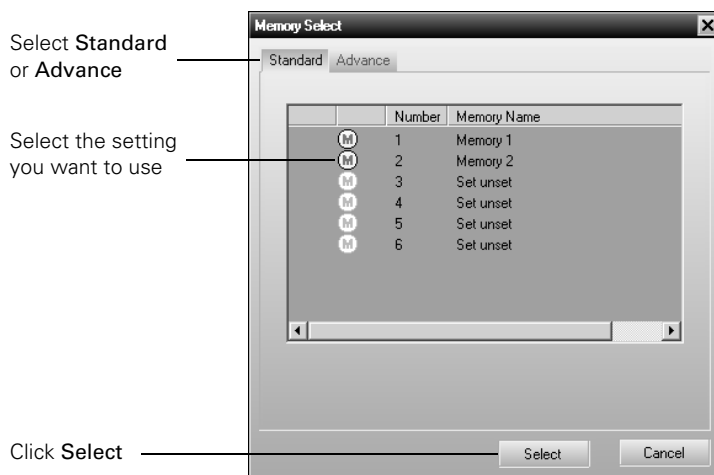 Memory Select
Select Standard
or Advance
Standard Advance
Number Memory Name
Select the setting
you want to use
M 1 Memory 1
M 2 Memory 2
M 3 Set unset
M 4 Set unset
M 5 Set unset
M 6 Set unset
Click Select
Select Cancel